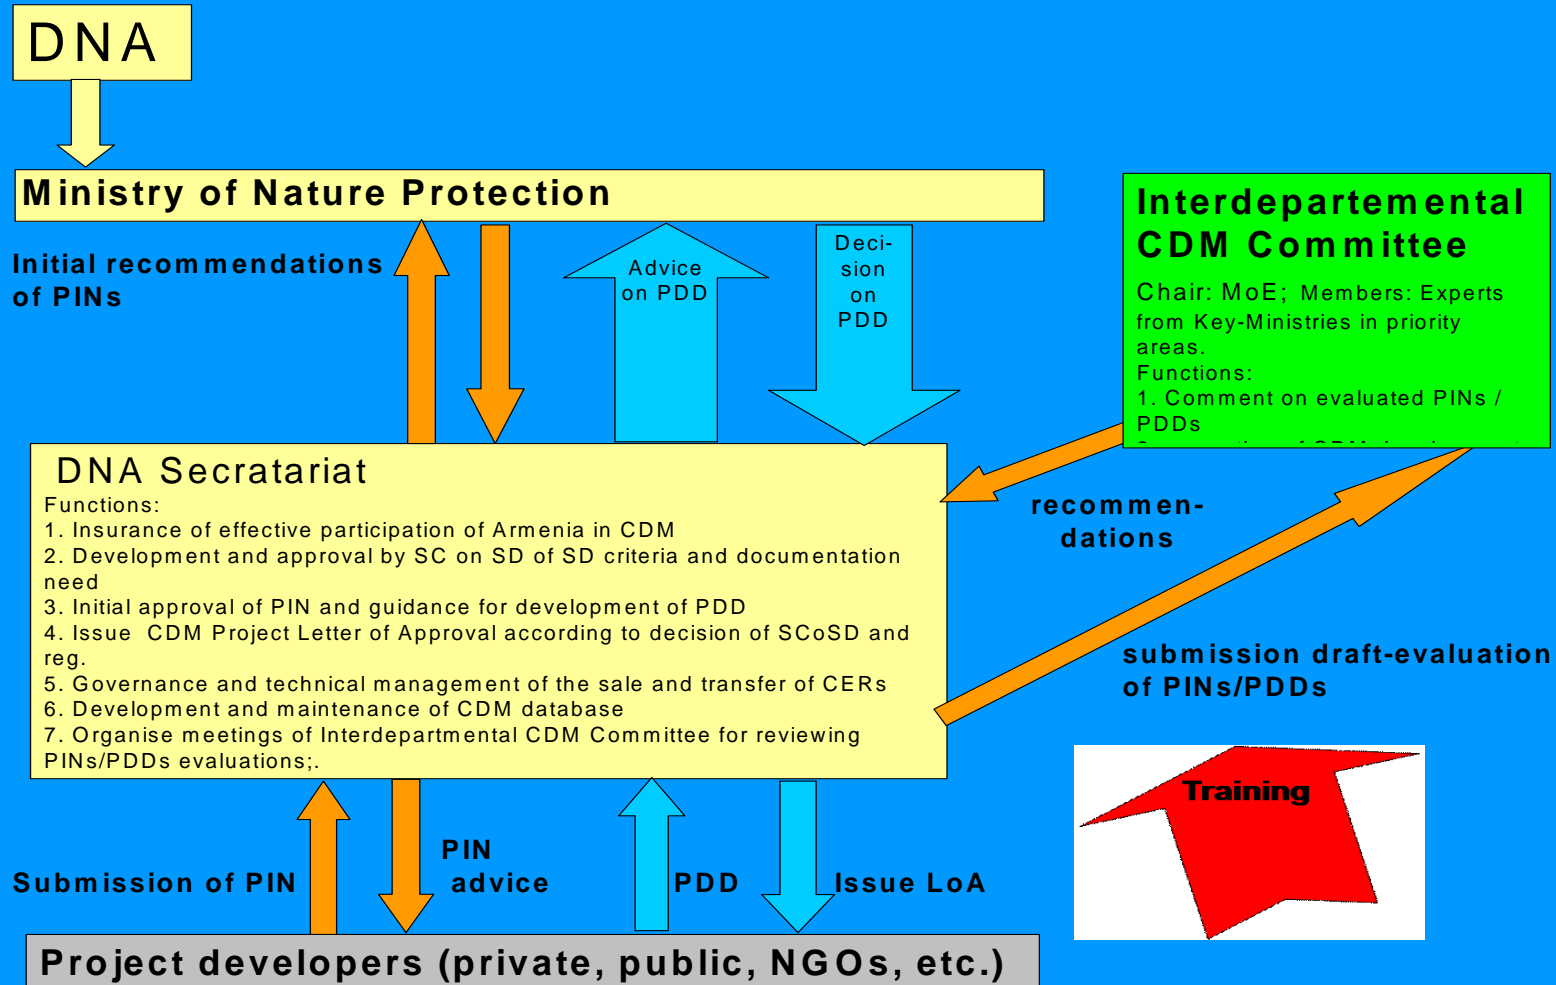 DNA
Ministry of Nature Protection
Initial recommendations
of PINs
Advice
on PDD
Deci-
sion
on
PDD
Interdepartemental
CDM Committee
Chair: MoE; Members: Experts
from Key-Ministries in priority
areas.
Functions:
1. Comment on evaluated PINs /
PDDs
DNA Secratariat
Functions:
1. Insurance of effective participation of Armenia in CDM
2. Development and approval by SC on SD of SD criteria and documentation
need
3. Initial approval of PIN and guidance for development of PDD
4. Issue CDM Project Letter of Approval according to decision of SCoSD and
reg.
5. Governance and technical management of the sale and transfer of CERs
6. Development and maintenance of CDM database
7. Organise meetings of Interdepartmental CDM Committee for reviewing
PINs/PDDs evaluations;.
recommen-
dations
submission draft-evaluation
of PINs/PDDs
Training
Submission of PIN
PIN
advice
PDD
Issue LoA
Project developers (private, public, NGOs, etc.)